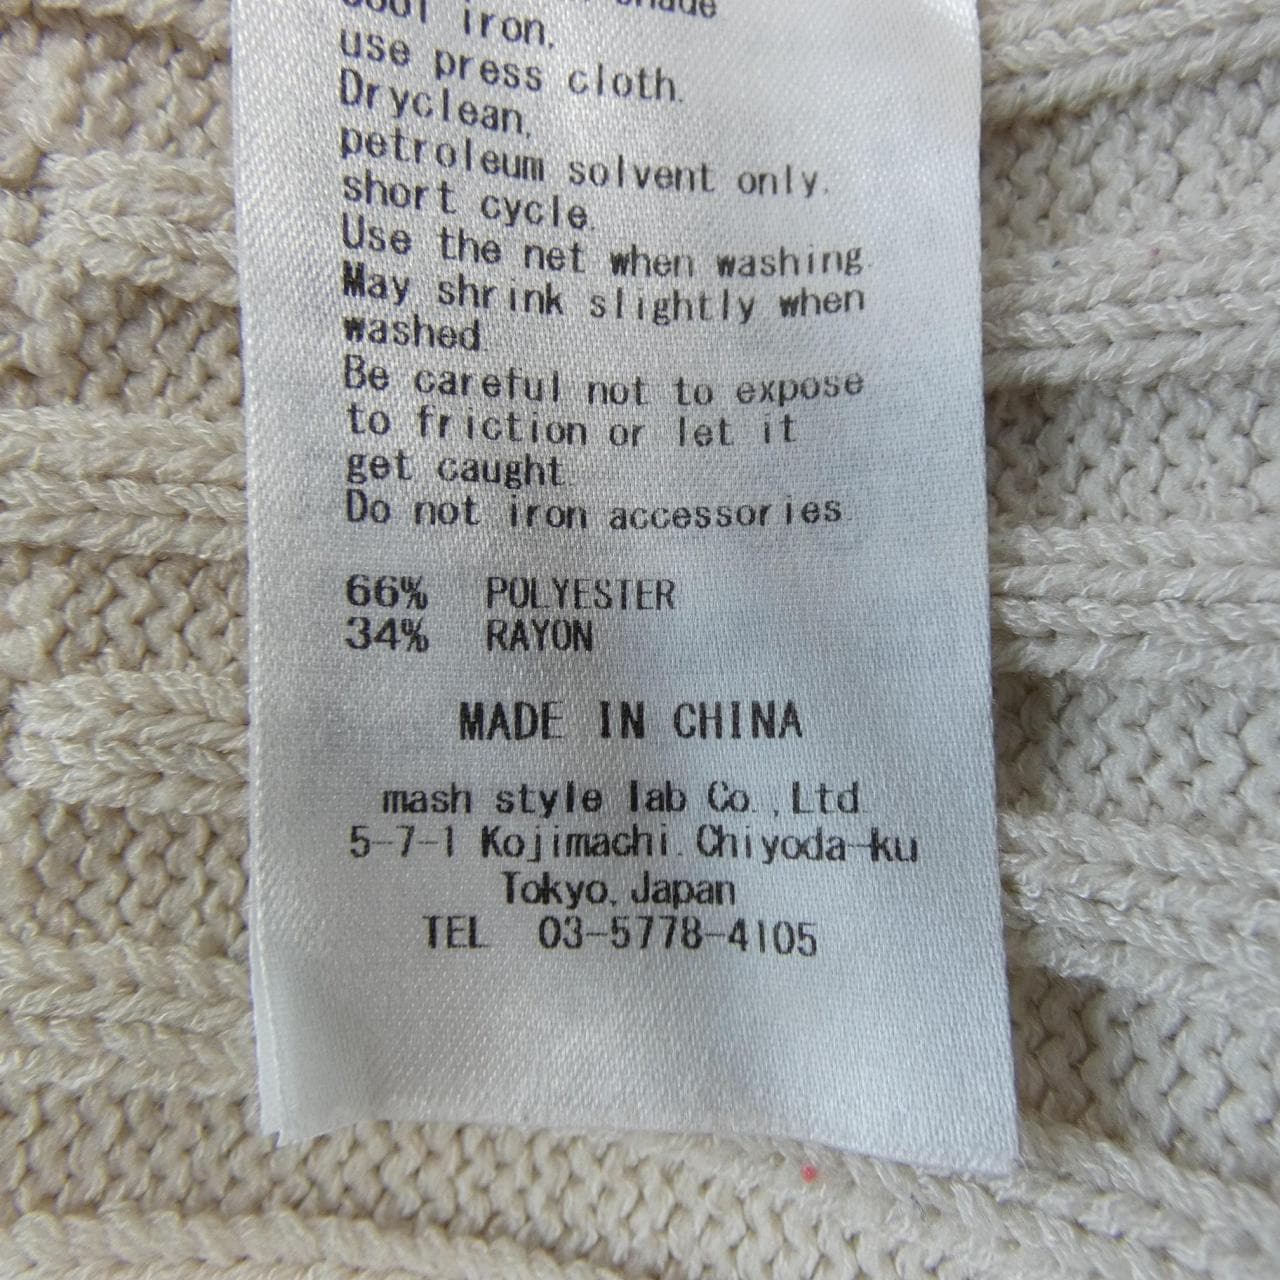 shade
cool iron.
use press cloth.
Dryclean.
petroleum solvent only.
short cycle.
Use the net when washing.
May shrink slightly when
washed.
Be careful not to expose
to friction or let it
get caught.
Do not iron accessories.
66% POLYESTER
34% RAYON
MADE IN CHINA
mash style lab Co.,Ltd
5-7-1 Kojimachi.Chiyoda-ku
Tokyo,Japan
TEL 03-5778-4105